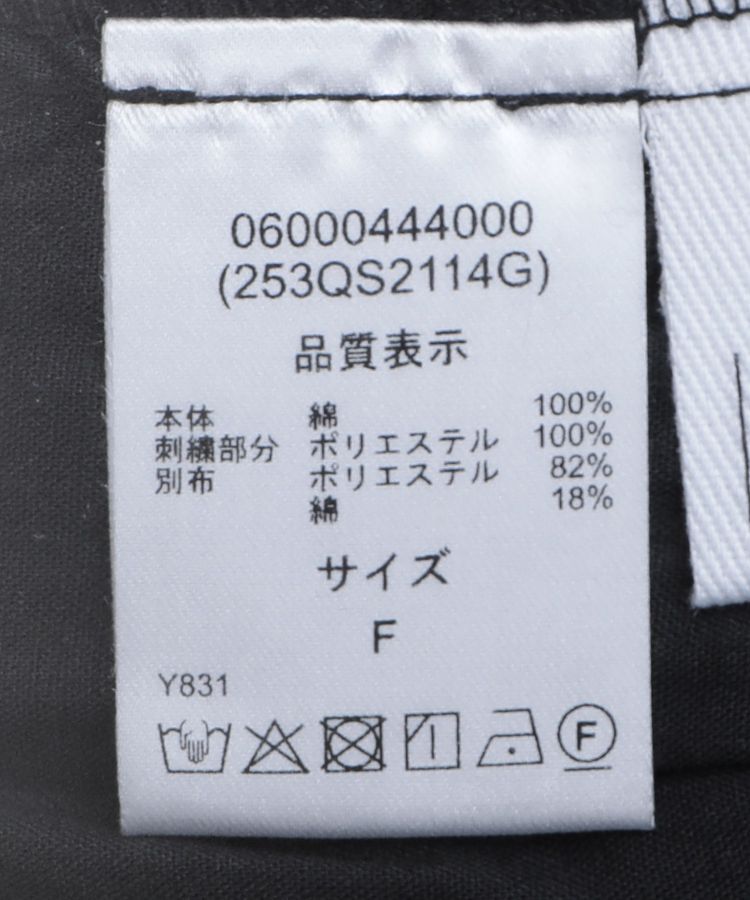 06000444000
(253QS2114G)
品質表示
本体 綿 100%
刺繍部分 ポリエステル 100%
別布 ポリエステル 82%
綿 18%
サイズ
F
Y831
F